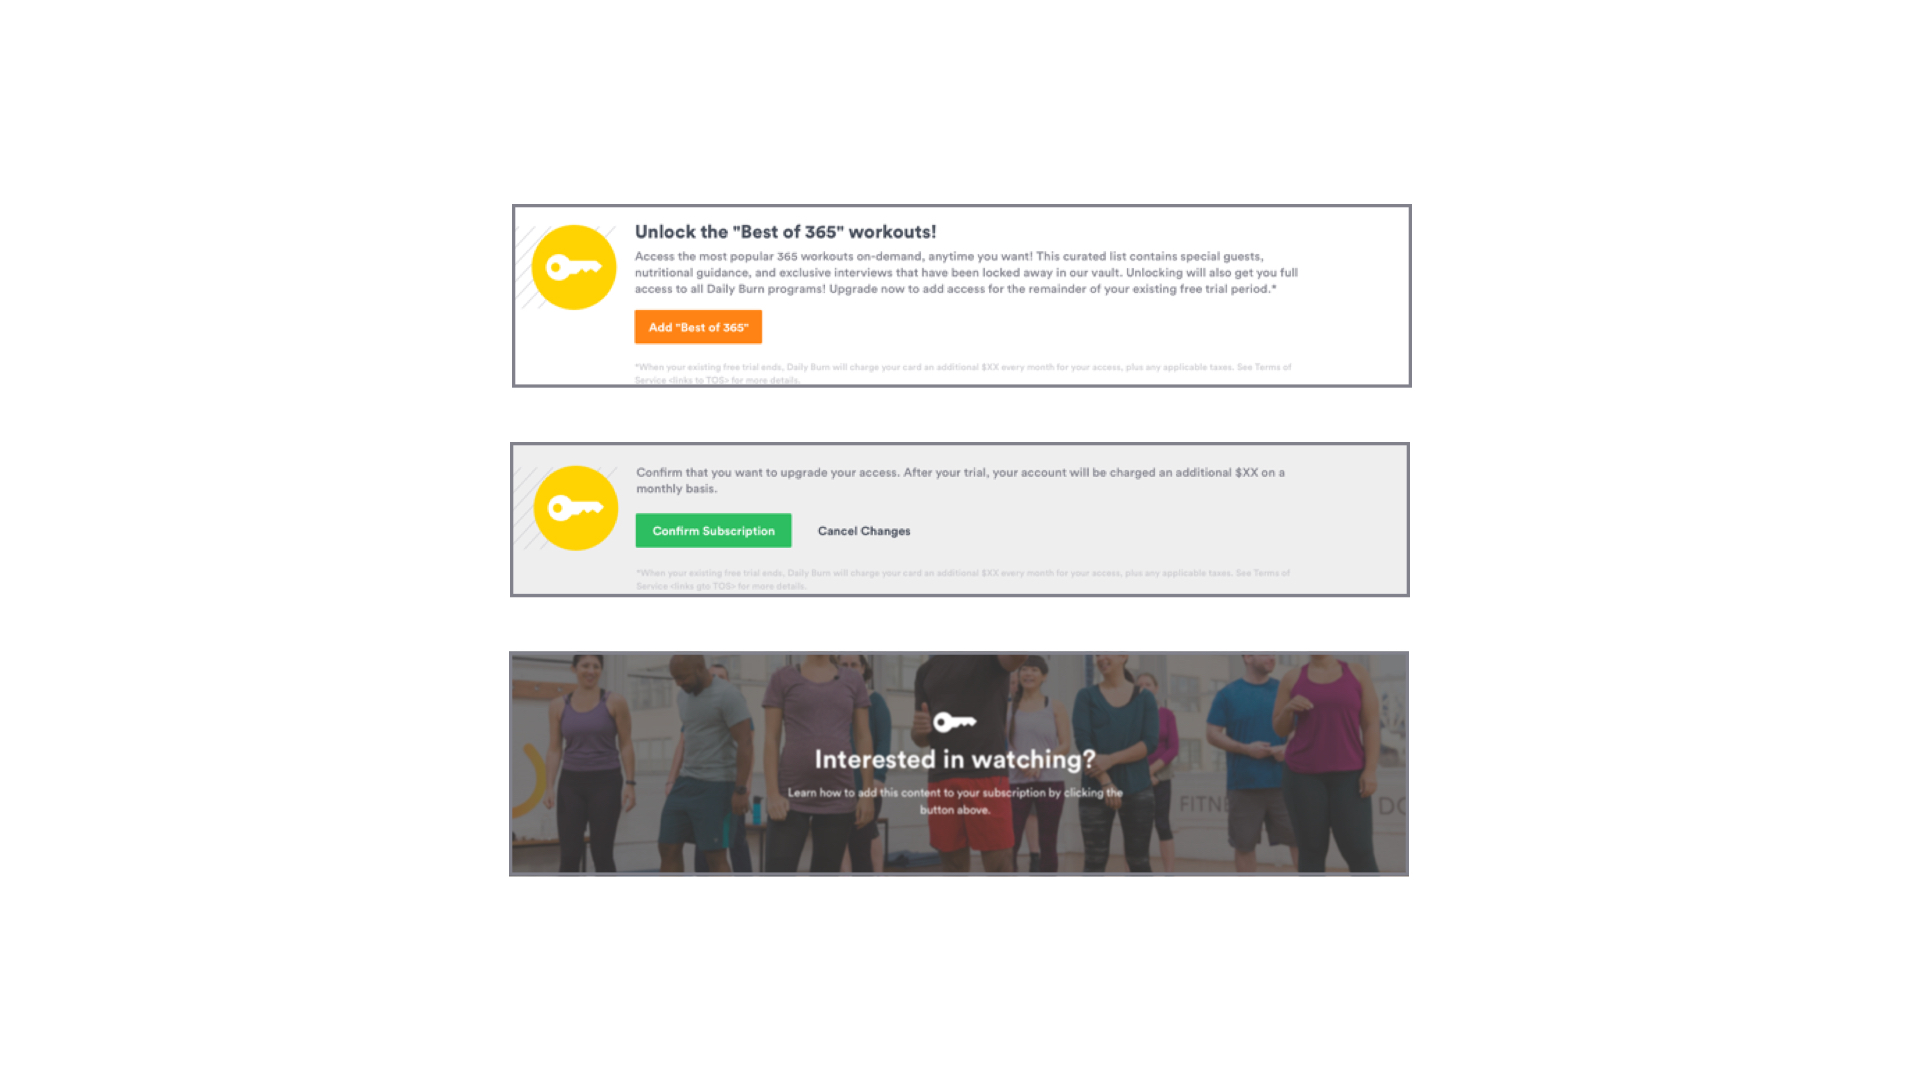 Unlock the "Best of 365" workouts!
Access the most popular 365 workouts on-demand, anytime you want! This curated list contains special guests,
nutritional guidance, and exclusive interviews that have been locked away in our vault. Unlocking will also get you full
access to all Daily Burn programs! Upgrade now to add access for the remainder of your existing free trial period.*
Add "Best of 365"
*When your existing free trial ends, Daily Burn will charge your card an additional $XX every month for your access, plus any applicable taxes. See Terms of
Service <links to TOS> for more details.
Confirm that you want to upgrade your access. After your trial, your account will be charged an additional $XX on a
monthly basis.
Confirm Subscription
Cancel Changes
*When your existing free trial ends, Daily Burn will charge your card an additional $XX every month for your access, plus any applicable taxes. See Terms of
Service <links gto TOS> for more details.
Interested in watching?
Learn how to add this content to your subscription by clicking the
button above.
FITNE
DO